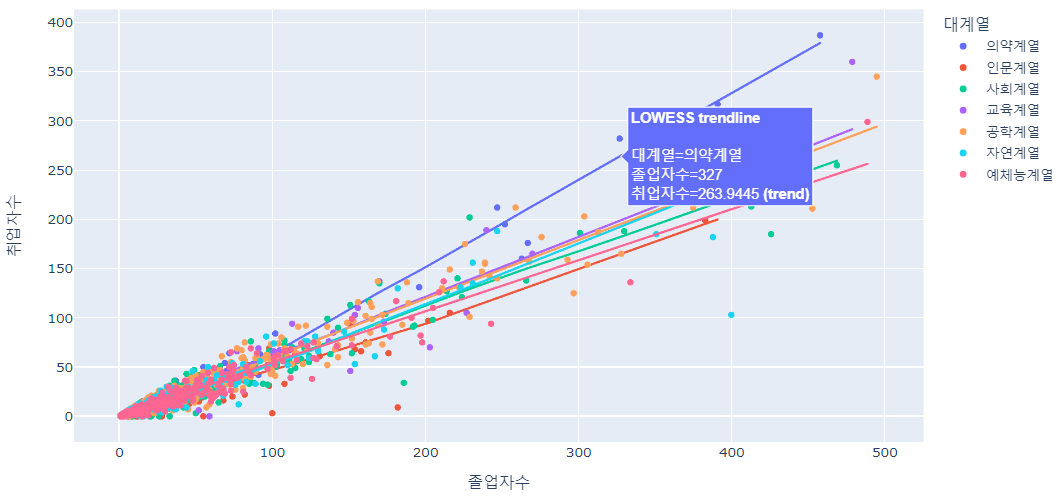 400
350
300
250
200
150
100
50
0
취업자수
0
100
200
300
400
500
졸업자수
LOWESS trendline
대계열=의약계열
졸업자수=327
취업자수=263.9445 (trend)
대계열
의약계열
인문계열
사회계열
교육계열
공학계열
자연계열
예체능계열